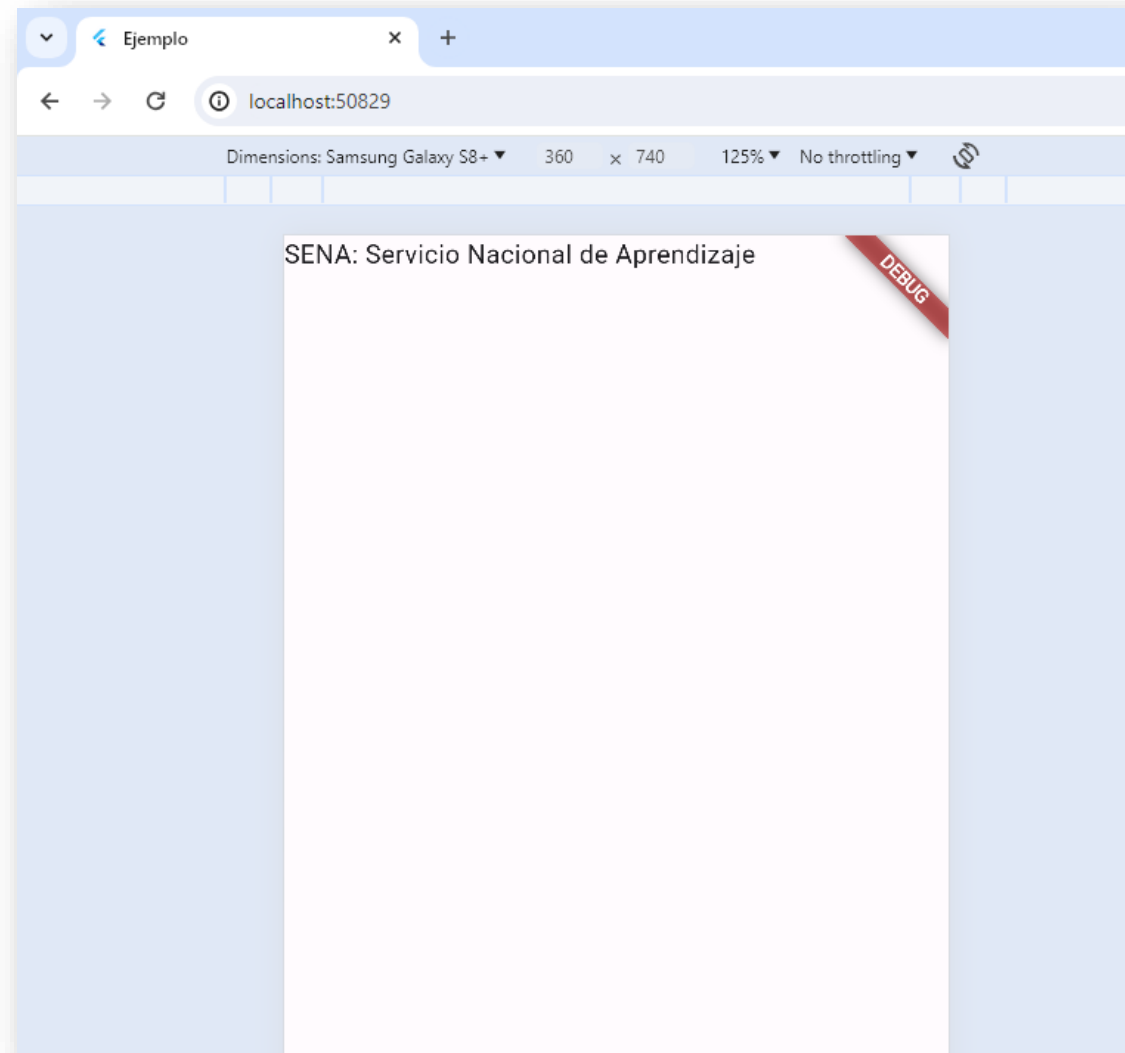 Ejemplo
localhost:50829
Dimensions: Samsung Galaxy S8+ 360 x 740 125% No throttling
SENA: Servicio Nacional de Aprendizaje
DEBUG